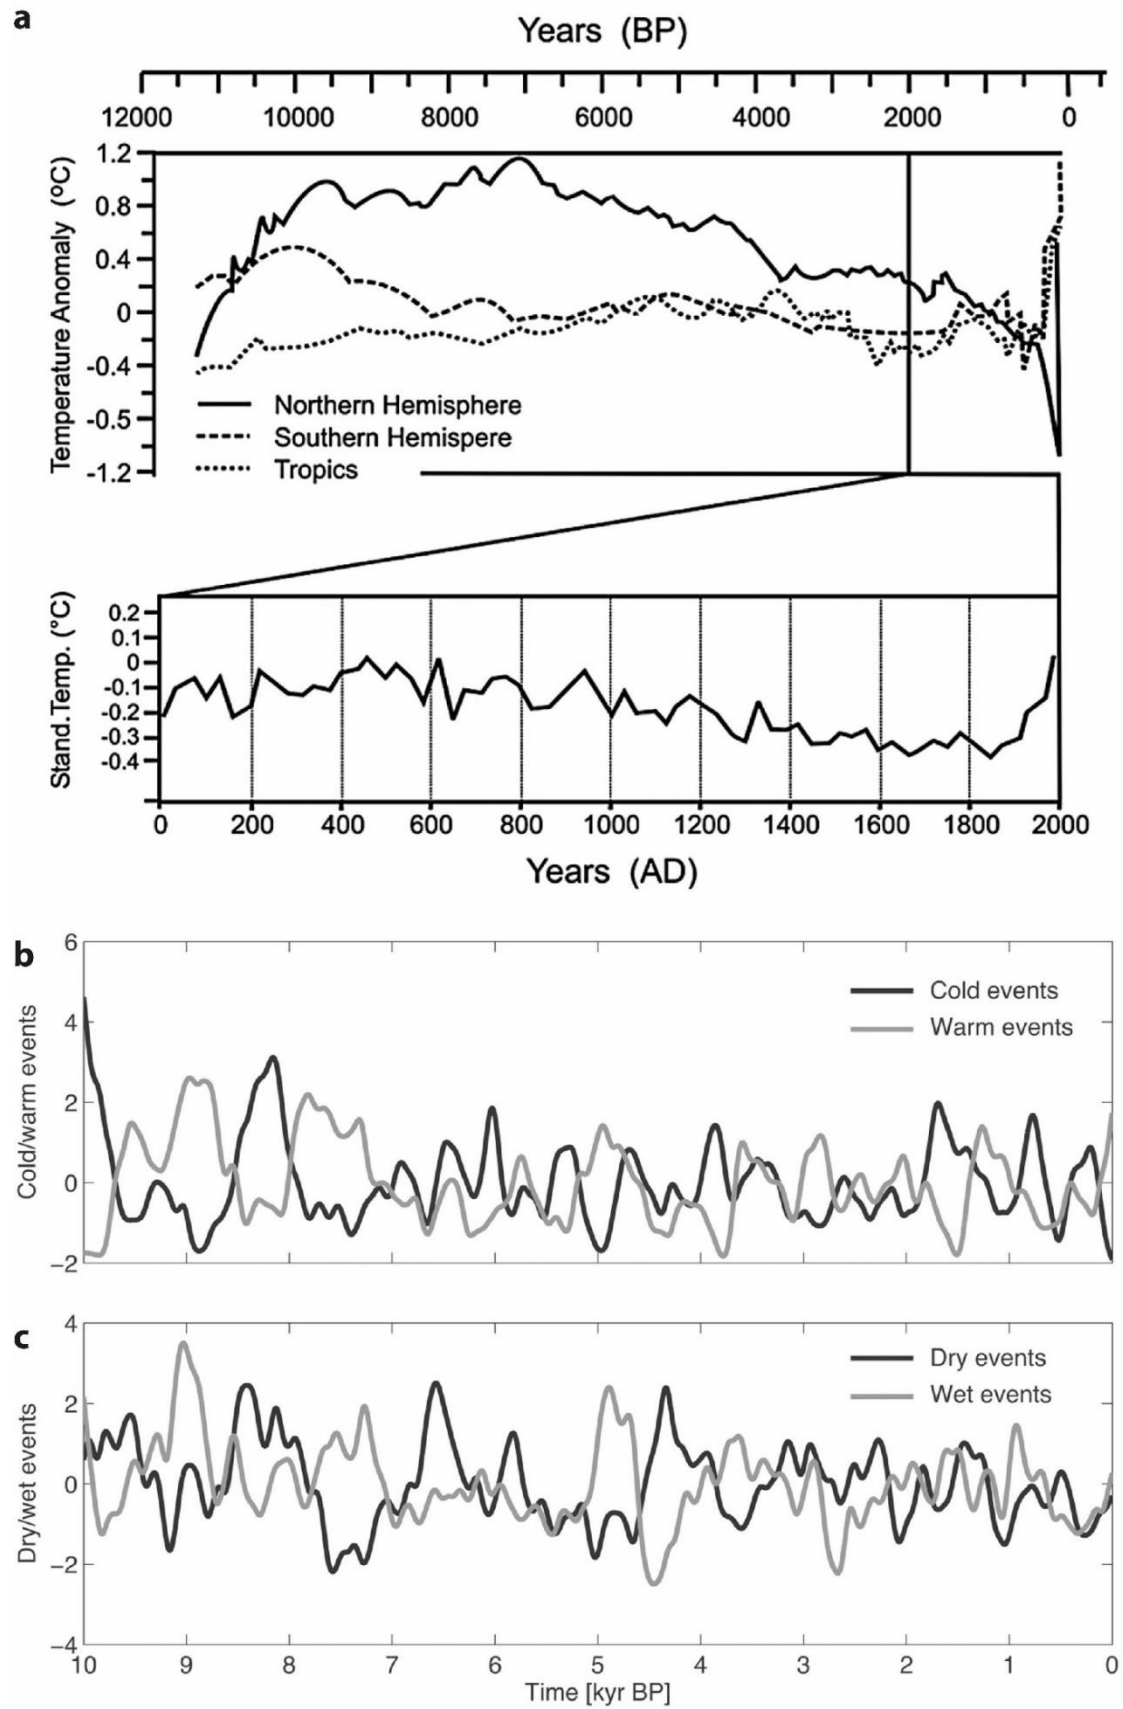 a
Years (BP)
12000 10000 8000 6000 4000 2000 0
Temperature Anomaly (ºC)
1.2
0.8
0.4
0
-0.4
-0.5
-1.2
Northern Hemisphere
Southern Hemispere
Tropics
Stand.Temp. (°C)
0.2
0.1
0
-0.1
-0.2
-0.3
-0.4
0 200 400 600 800 1000 1200 1400 1600 1800 2000
Years (AD)
b
Cold/warm events
6
4
2
0
−2
Cold events
Warm events
c
Dry/wet events
4
2
0
−2
−4
Dry events
Wet events
10 9 8 7 6 5 4 3 2 1 0
Time [kyr BP]